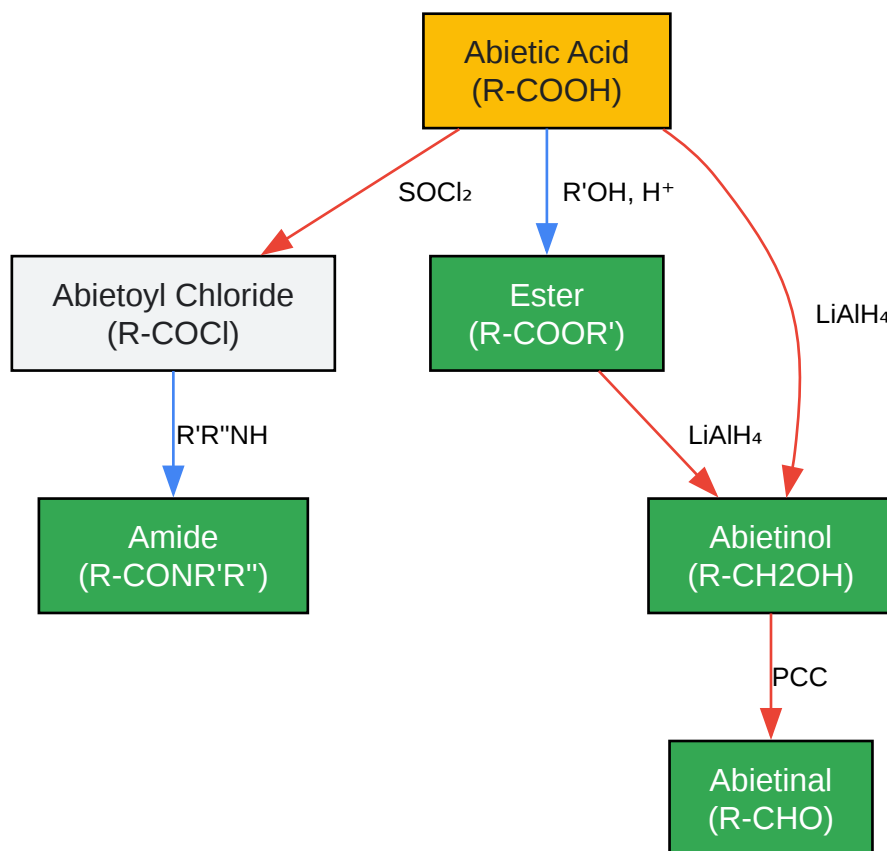 Abietic Acid
(R-COOH)
SOCl₂
R'OH, H⁺
LiAlH₄
Abietoyl Chloride
(R-COCl)
Ester
(R-COOR')
R'R"NH
LiAlH₄
Amide
(R-CONR'R")
Abietinol
(R-CH2OH)
PCC
Abietinal
(R-CHO)